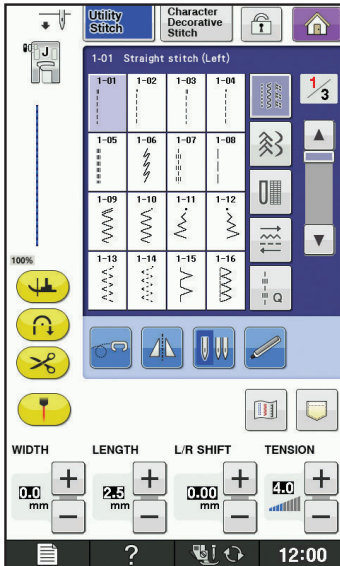 Utility
Stitch
Character
Decorative
Stitch
J
1-01 Straight stitch (Left)
1-01 1-02 1-03 1-04
1/3
1-05 1-06 1-07 1-08
1-09 1-10 1-11 1-12
1-13 1-14 1-15 1-16
Q
100%
WIDTH LENGTH L/R SHIFT TENSION
0.0 mm + − 2.5 mm + − 0.00 mm + − 4.0 + −
? 12:00